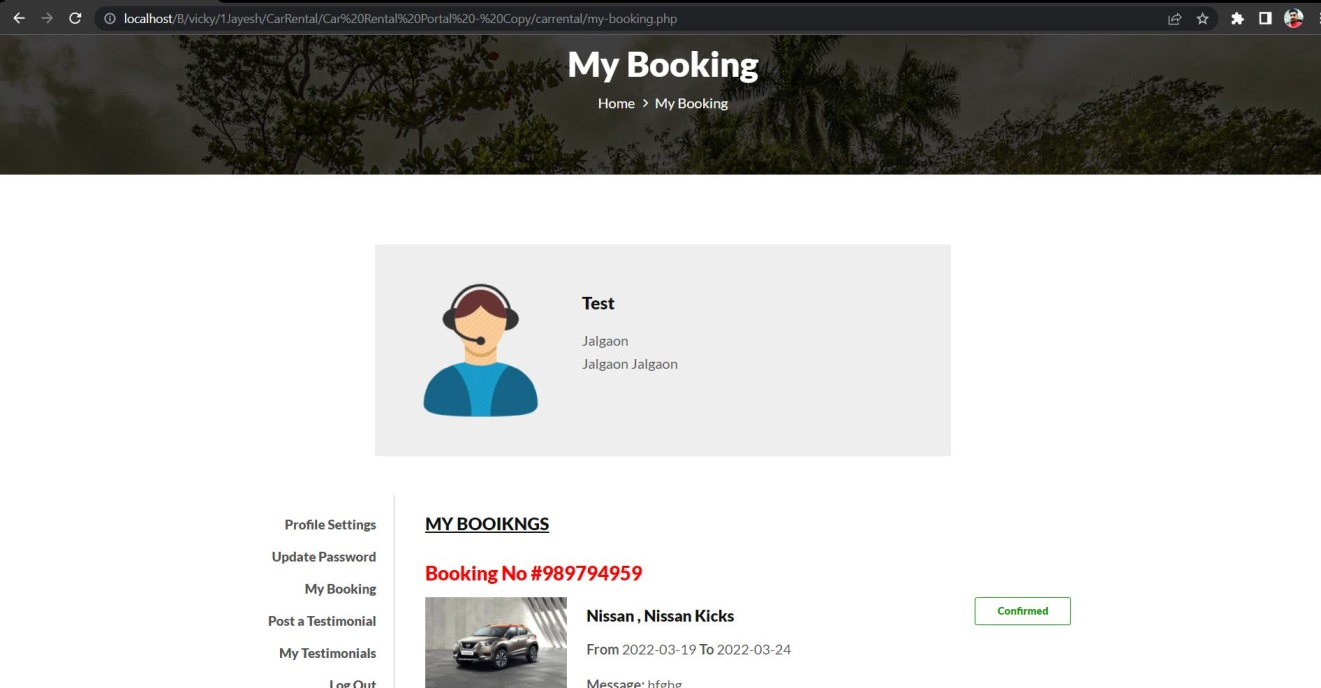 localhost/B/vicky/1Jayesh/CarRental/Car%20Rental%20Portal%20-%20Copy/carrental/my-booking.php
My Booking
Home > My Booking
Test
Jalgaon
Jalgaon Jalgaon
Profile Settings
Update Password
My Booking
Post a Testimonial
My Testimonials
Log Out
MY BOOIKNGS
Booking No #989794959
Nissan , Nissan Kicks
Confirmed
From 2022-03-19 To 2022-03-24
Message: hfghg